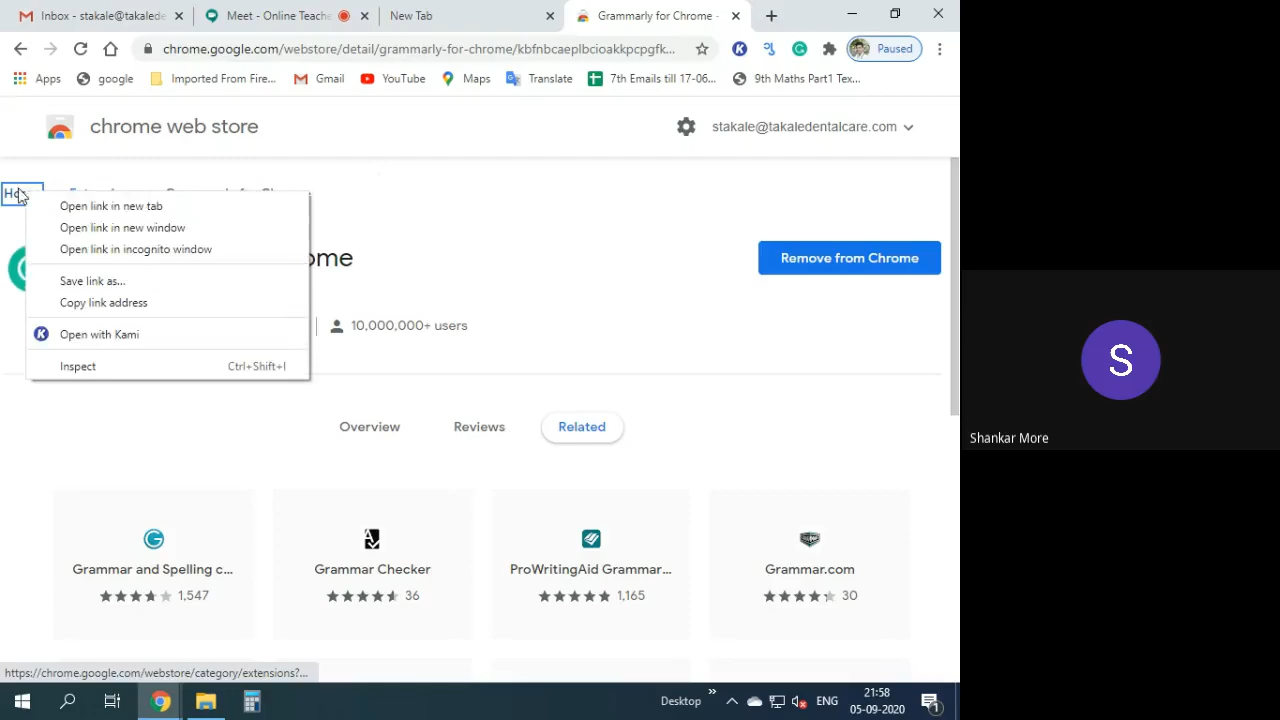 Inbox - stakale@takalede
Meet - Online Teache
New Tab
Grammarly for Chrome -
chrome.google.com/webstore/detail/grammarly-for-chrome/kbfnbcaeplbcioakkpcpgfk...
Paused
Apps
google
Imported From Fire...
Gmail
YouTube
Maps
Translate
7th Emails till 17-06...
9th Maths Part1 Tex...
chrome web store
stakale@takaledentalcare.com
Open link in new tab
Open link in new window
Open link in incognito window
Save link as...
Copy link address
Open with Kami
Inspect Ctrl+Shift+I
ome
Remove from Chrome
10,000,000+ users
Overview
Reviews
Related
Grammar and Spelling c...
1,547
Grammar Checker
36
ProWritingAid Grammar...
1,165
Grammar.com
30
https://chrome.google.com/webstore/category/extensions?...
Desktop
ENG
21:58
05-09-2020
1
S
Shankar More